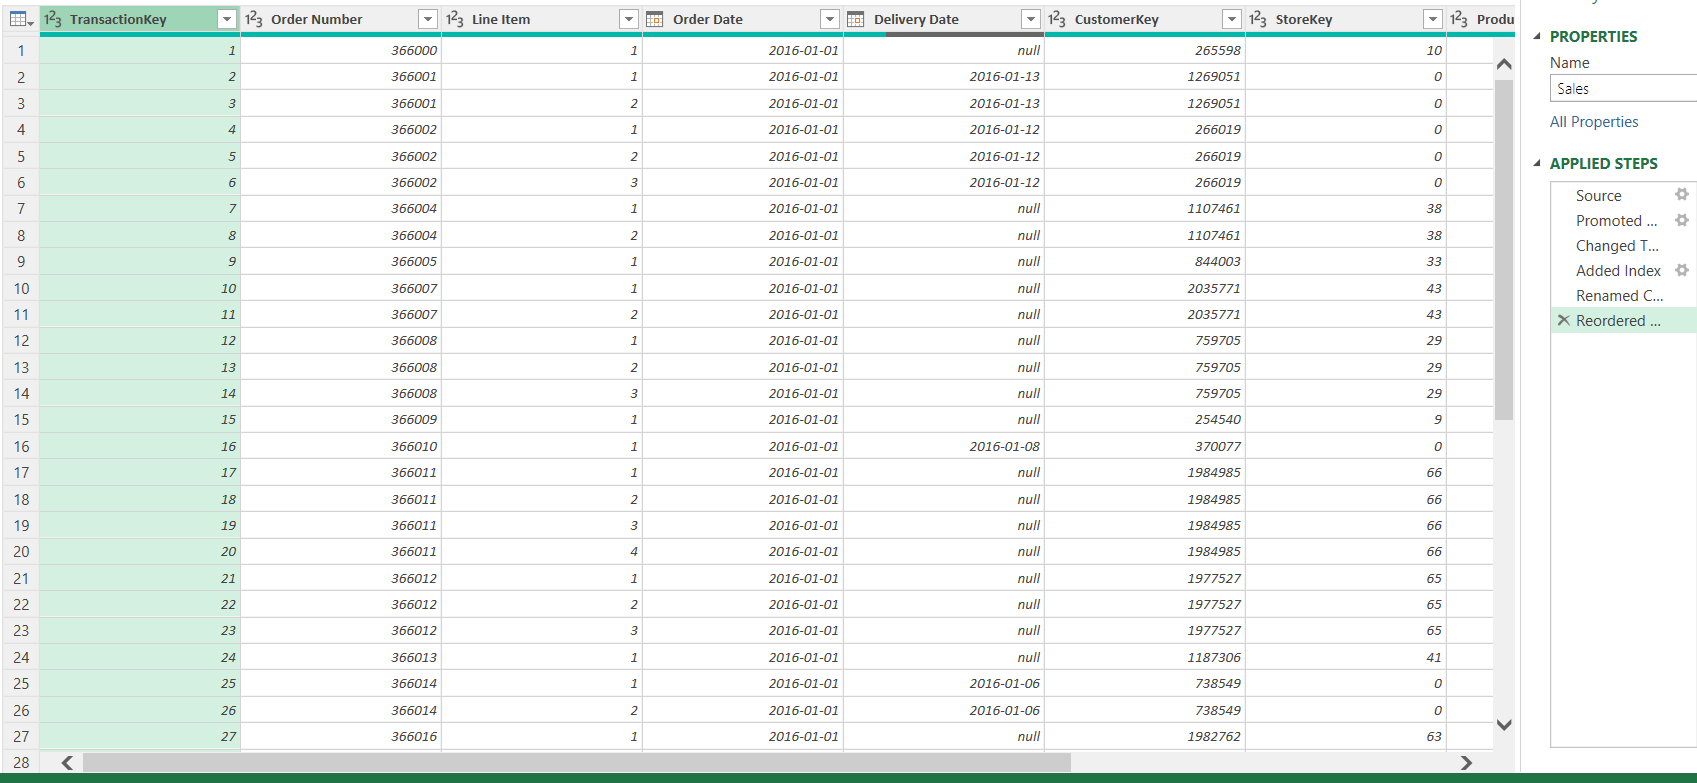 1²3 TransactionKey 1²3 Order Number 1²3 Line Item Order Date Delivery Date 1²3 CustomerKey 1²3 StoreKey 1²3 Produ
1 1 366000 1 2016-01-01 null 265598 10
2 2 366001 1 2016-01-01 2016-01-13 1269051 0
3 3 366001 2 2016-01-01 2016-01-13 1269051 0
4 4 366002 1 2016-01-01 2016-01-12 266019 0
5 5 366002 2 2016-01-01 2016-01-12 266019 0
6 6 366002 3 2016-01-01 2016-01-12 266019 0
7 7 366004 1 2016-01-01 null 1107461 38
8 8 366004 2 2016-01-01 null 1107461 38
9 9 366005 1 2016-01-01 null 844003 33
10 10 366007 1 2016-01-01 null 2035771 43
11 11 366007 2 2016-01-01 null 2035771 43
12 12 366008 1 2016-01-01 null 759705 29
13 13 366008 2 2016-01-01 null 759705 29
14 14 366008 3 2016-01-01 null 759705 29
15 15 366009 1 2016-01-01 null 254540 9
16 16 366010 1 2016-01-01 2016-01-08 370077 0
17 17 366011 1 2016-01-01 null 1984985 66
18 18 366011 2 2016-01-01 null 1984985 66
19 19 366011 3 2016-01-01 null 1984985 66
20 20 366011 4 2016-01-01 null 1984985 66
21 21 366012 1 2016-01-01 null 1977527 65
22 22 366012 2 2016-01-01 null 1977527 65
23 23 366012 3 2016-01-01 null 1977527 65
24 24 366013 1 2016-01-01 null 1187306 41
25 25 366014 1 2016-01-01 2016-01-06 738549 0
26 26 366014 2 2016-01-01 2016-01-06 738549 0
27 27 366016 1 2016-01-01 null 1982762 63
28
PROPERTIES
Name
Sales
All Properties
APPLIED STEPS
Source
Promoted ...
Changed T...
Added Index
Renamed C...
Reordered ...